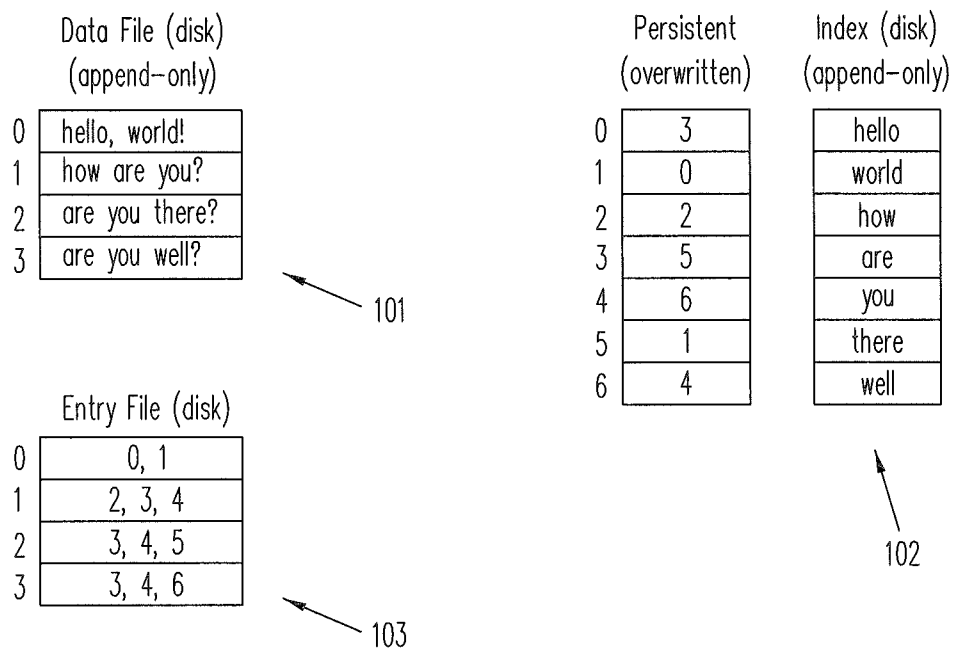 Data File (disk)
(append-only)
0 hello, world!
1 how are you?
2 are you there?
3 are you well?
101
Entry File (disk)
0 0, 1
1 2, 3, 4
2 3, 4, 5
3 3, 4, 6
103
Persistent Index (disk)
(overwritten) (append-only)
0 3 hello
1 0 world
2 2 how
3 5 are
4 6 you
5 1 there
6 4 well
102